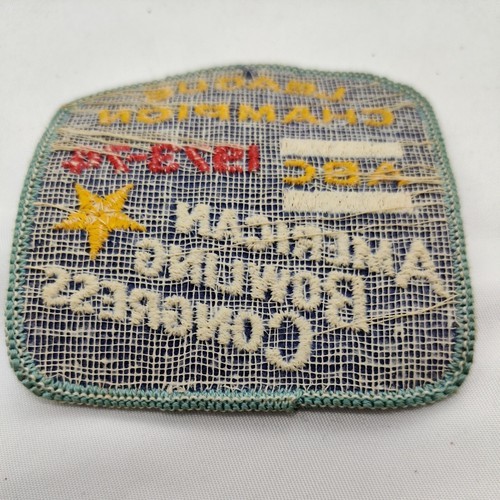 LEAGUE
CHAMPION
1973-74
ABC
AMERICAN
BOWLING
CONGRESS